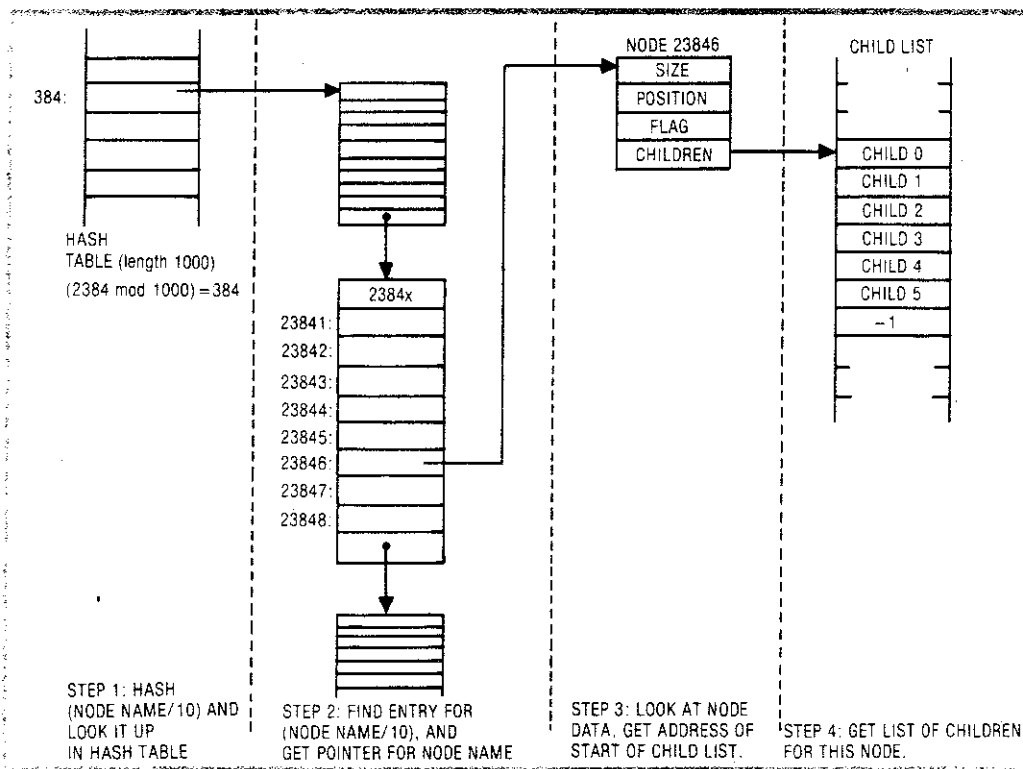 384:
HASH
TABLE (length 1000)
(2384 mod 1000)=384
STEP 1: HASH
(NODE NAME/10) AND
LOOK IT UP
IN HASH TABLE
2384x
23841:
23842:
23843:
23844:
23845:
23846:
23847:
23848:
STEP 2: FIND ENTRY FOR
(NODE NAME/10), AND
GET POINTER FOR NODE NAME
NODE 23846
SIZE
POSITION
FLAG
CHILDREN
STEP 3: LOOK AT NODE
DATA, GET ADDRESS OF
START OF CHILD LIST.
CHILD LIST
CHILD 0
CHILD 1
CHILD 2
CHILD 3
CHILD 4
CHILD 5
−1
STEP 4: GET LIST OF CHILDREN
FOR THIS NODE.